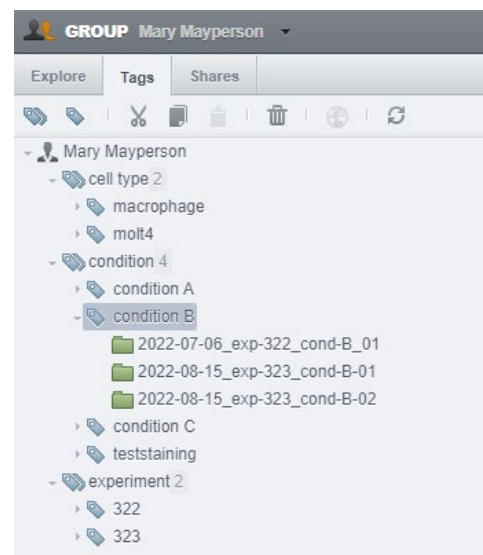 GROUP Mary Mayperson
Explore Tags Shares
Mary Mayperson
cell type 2
macrophage
molt4
condition 4
condition A
condition B
2022-07-06_exp-322_cond-B_01
2022-08-15_exp-323_cond-B-01
2022-08-15_exp-323_cond-B-02
condition C
teststaining
experiment 2
322
323